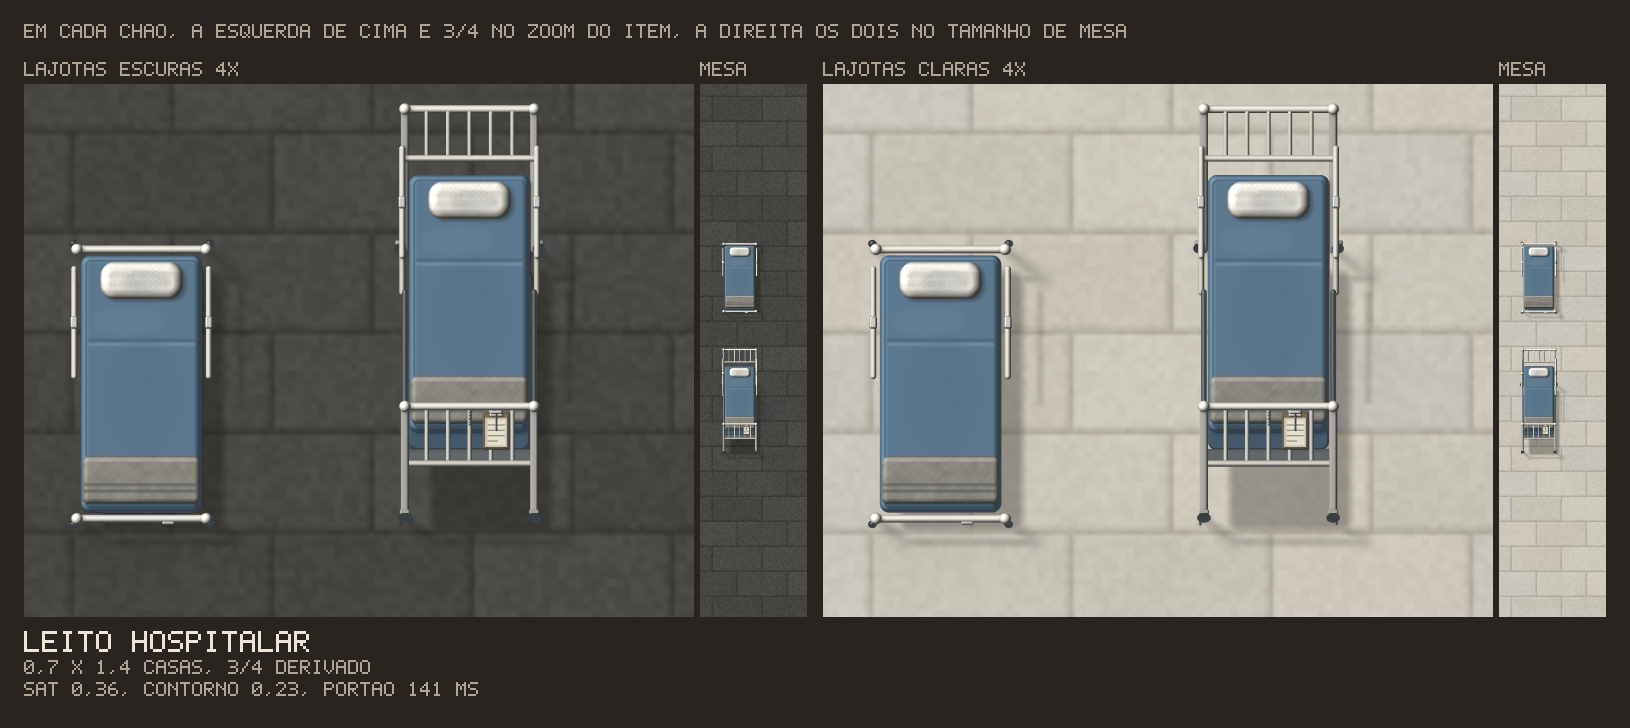 EM CADA CHAO, A ESQUERDA DE CIMA E 3/4 NO ZOOM DO ITEM, A DIREITA OS DOIS NO TAMANHO DE MESA
LAJOTAS ESCURAS 4X
MESA
LAJOTAS CLARAS 4X
MESA
LEITO HOSPITALAR
0,7 X 1,4 CASAS, 3/4 DERIVADO
SAT 0,36, CONTORNO 0,23, PORTAO 141 MS